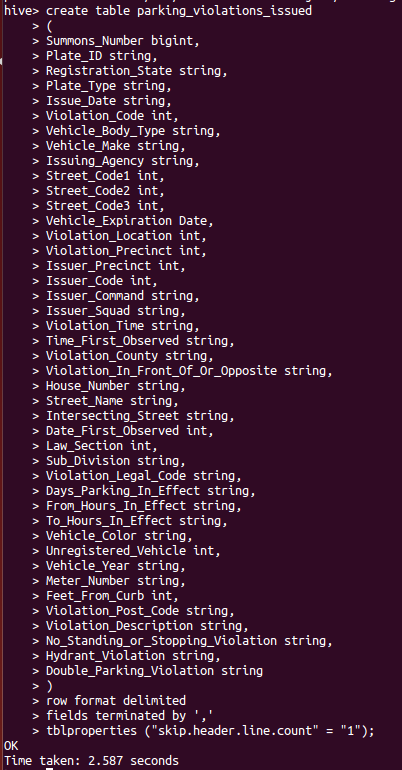 hive> create table parking_violations_issued
> (
> Summons_Number bigint,
> Plate_ID string,
> Registration_State string,
> Plate_Type string,
> Issue_Date string,
> Violation_Code int,
> Vehicle_Body_Type string,
> Vehicle_Make string,
> Issuing_Agency string,
> Street_Code1 int,
> Street_Code2 int,
> Street_Code3 int,
> Vehicle_Expiration Date,
> Violation_Location int,
> Violation_Precinct int,
> Issuer_Precinct int,
> Issuer_Code int,
> Issuer_Command string,
> Issuer_Squad string,
> Violation_Time string,
> Time_First_Observed string,
> Violation_County string,
> Violation_In_Front_Of_Or_Opposite string,
> House_Number string,
> Street_Name string,
> Intersecting_Street string,
> Date_First_Observed int,
> Law_Section int,
> Sub_Division string,
> Violation_Legal_Code string,
> Days_Parking_In_Effect string,
> From_Hours_In_Effect string,
> To_Hours_In_Effect string,
> Vehicle_Color string,
> Unregistered_Vehicle int,
> Vehicle_Year string,
> Meter_Number string,
> Feet_From_Curb int,
> Violation_Post_Code string,
> Violation_Description string,
> No_Standing_or_Stopping_Violation string,
> Hydrant_Violation string,
> Double_Parking_Violation string
> )
> row format delimited
> fields terminated by ','
> tblproperties ("skip.header.line.count" = "1");
OK
Time taken: 2.587 seconds